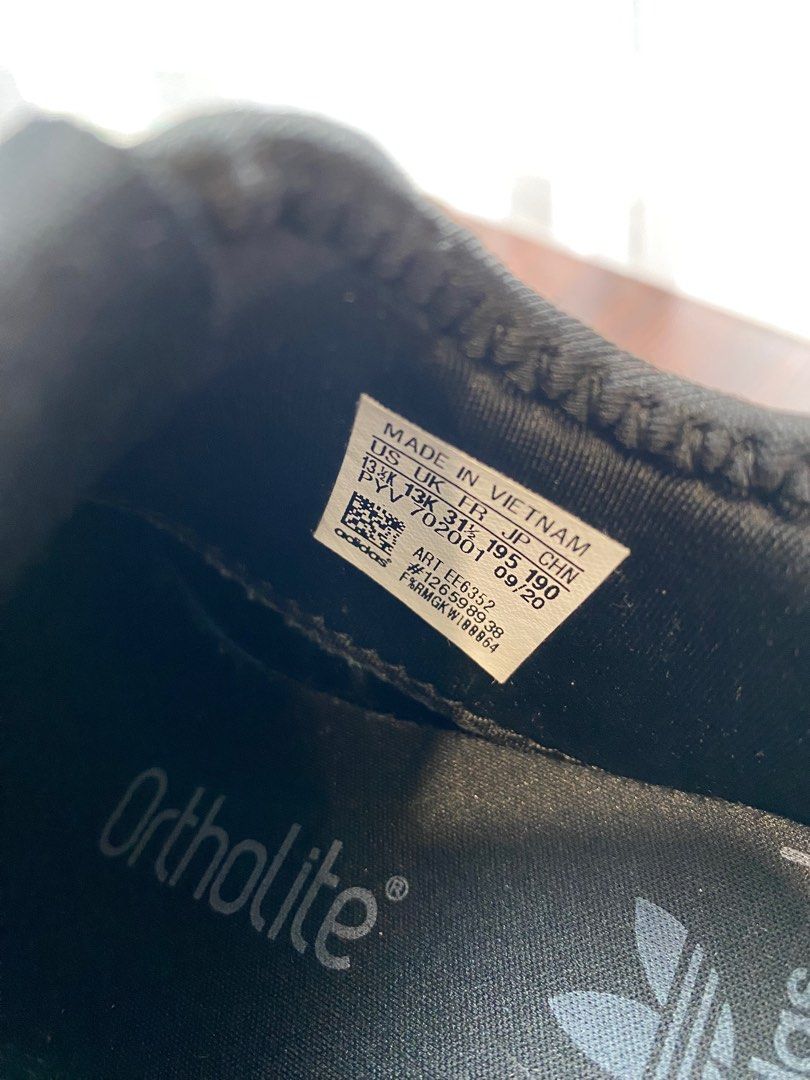 MADE IN VIETNAM
US UK FR JP CHN
13½K 13K 31½ 195 190
PYV 702001 09/20
ART EE6352
#126598938
adidas
Ortholite®